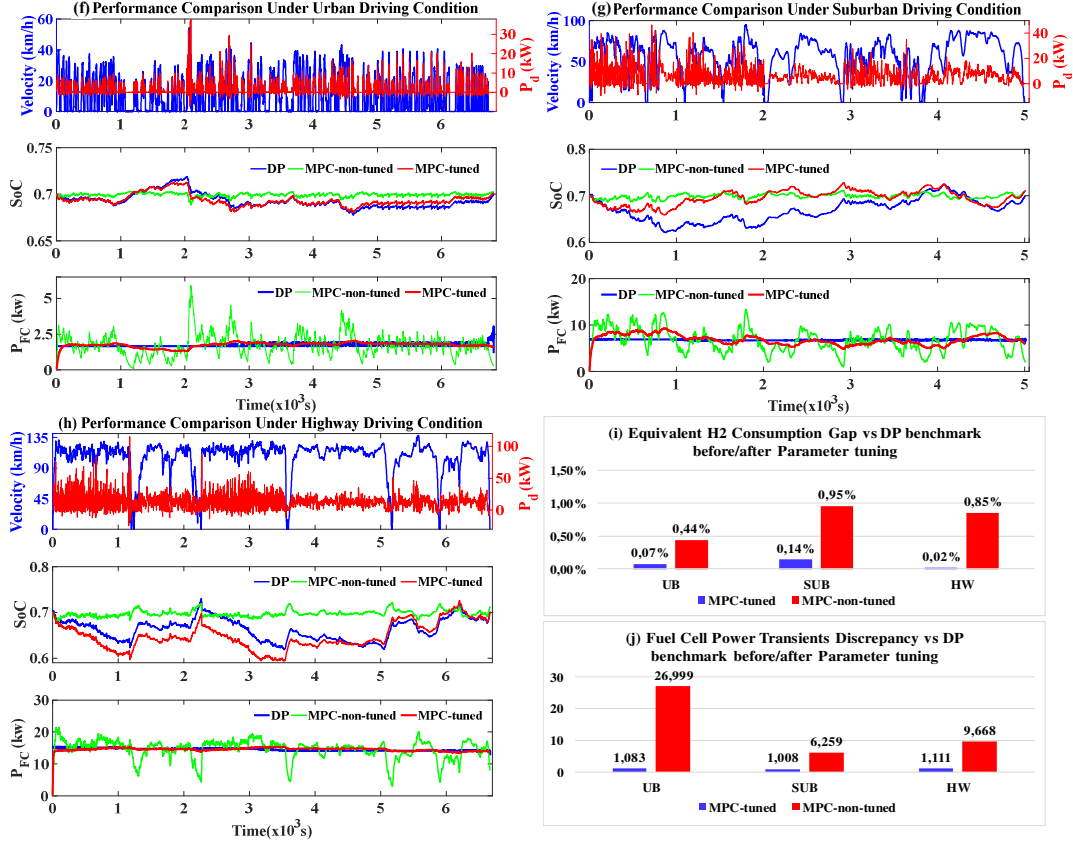 (f) Performance Comparison Under Urban Driving Condition
Velocity (km/h)
60
40
20
0
P_d (kW)
30
20
10
0
0 1 2 3 4 5 6
SoC
0.75
0.7
0.65
DP MPC-non-tuned MPC-tuned
0 1 2 3 4 5 6
P_FC (kw)
5
2.5
0
DP MPC-non-tuned MPC-tuned
0 1 2 3 4 5 6
Time(x10^3s)
(g) Performance Comparison Under Suburban Driving Condition
Velocity (km/h)
100
50
0
P_d (kW)
40
20
0
0 1 2 3 4 5
SoC
0.8
0.7
0.6
DP MPC-non-tuned MPC-tuned
0 1 2 3 4 5
P_FC (kw)
20
10
0
DP MPC-non-tuned MPC-tuned
0 1 2 3 4 5
Time(x10^3s)
(h) Performance Comparison Under Highway Driving Condition
Velocity (km/h)
135
90
45
0
P_d (kW)
100
50
0
0 1 2 3 4 5 6
SoC
0.8
0.7
0.6
DP MPC-non-tuned MPC-tuned
0 1 2 3 4 5 6
P_FC (kw)
30
20
10
0
DP MPC-non-tuned MPC-tuned
0 1 2 3 4 5 6
Time(x10^3s)
(i) Equivalent H2 Consumption Gap vs DP benchmark
before/after Parameter tuning
1,50%
1,00%
0,50%
0,00%
0,07% 0,44% 0,14% 0,95% 0,02% 0,85%
UB SUB HW
MPC-tuned MPC-non-tuned
(j) Fuel Cell Power Transients Discrepancy vs DP
benchmark before/after Parameter tuning
30
20
10
0
1,083 26,999 1,008 6,259 1,111 9,668
UB SUB HW
MPC-tuned MPC-non-tuned